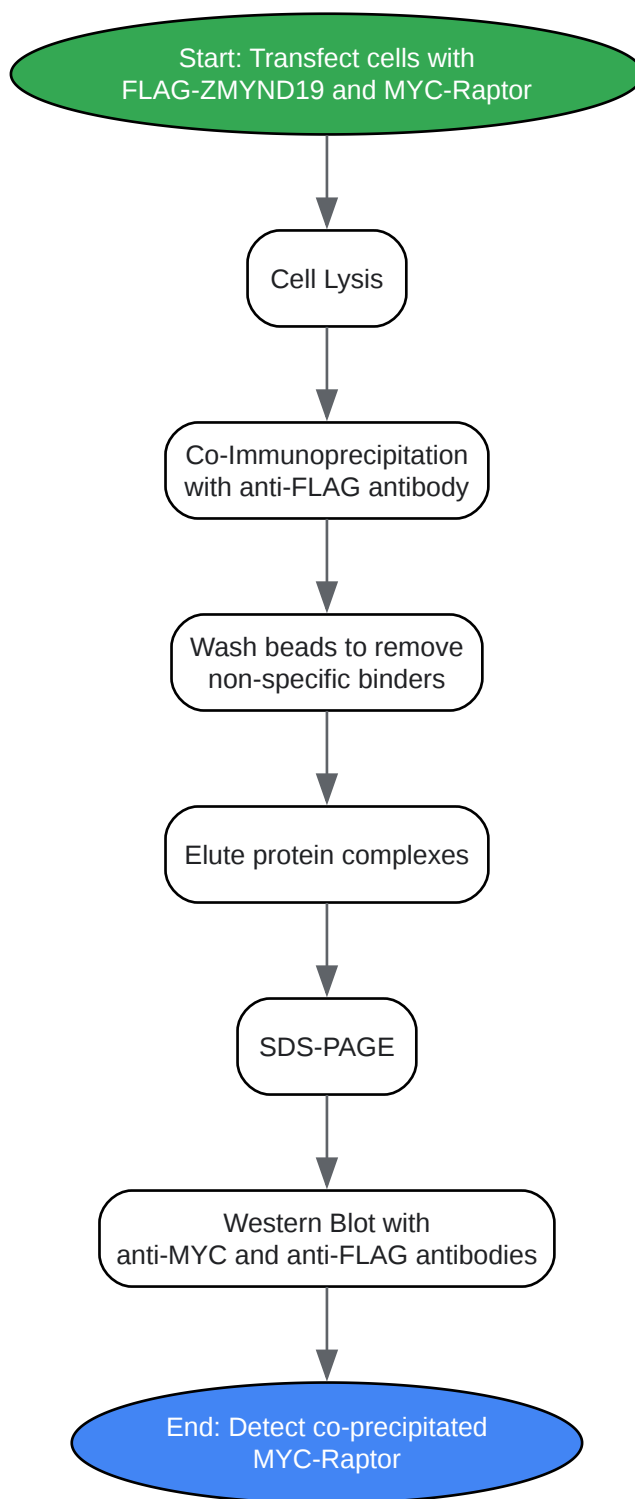 Start: Transfect cells with
FLAG-ZMYND19 and MYC-Raptor
Cell Lysis
Co-Immunoprecipitation
with anti-FLAG antibody
Wash beads to remove
non-specific binders
Elute protein complexes
SDS-PAGE
Western Blot with
anti-MYC and anti-FLAG antibodies
End: Detect co-precipitated
MYC-Raptor